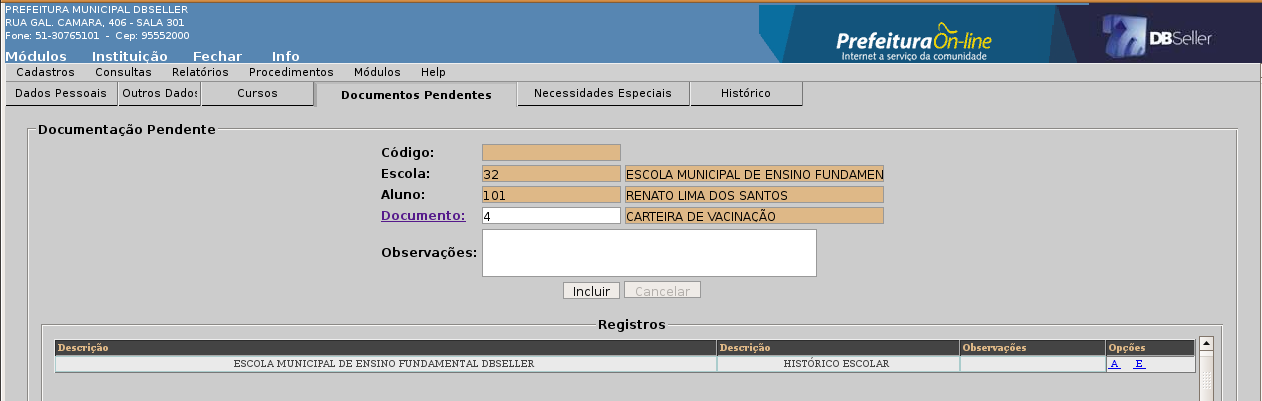 PREFEITURA MUNICIPAL DBSELLER
RUA GAL. CAMARA, 406 - SALA 301
Fone: 51-30765101 - Cep: 95552000
PrefeituraOn-line
Internet a serviço da comunidade
DBSeller
Módulos Instituição Fechar Info
Cadastros Consultas Relatórios Procedimentos Módulos Help
Dados Pessoais Outros Dados Cursos Documentos Pendentes Necessidades Especiais Histórico
Documentação Pendente
Código:
Escola: 32 ESCOLA MUNICIPAL DE ENSINO FUNDAMEN
Aluno: 101 RENATO LIMA DOS SANTOS
Documento: 4 CARTEIRA DE VACINAÇÃO
Observações:
Incluir Cancelar
Registros
Descrição Descrição Observações Opções
ESCOLA MUNICIPAL DE ENSINO FUNDAMENTAL DBSELLER HISTÓRICO ESCOLAR A E